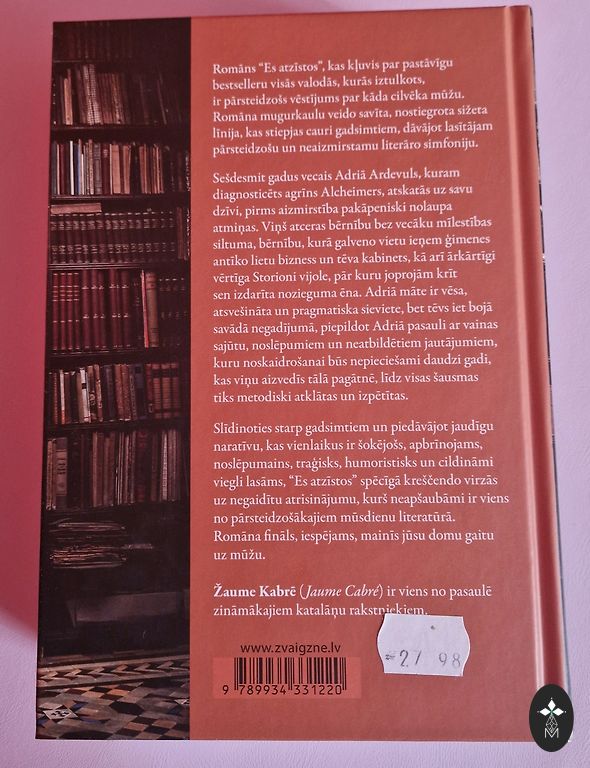 Romāns “Es atzīstos”, kas kļuvis par pastāvīgu
bestselleru visās valodās, kurās iztulkots,
ir pārsteidzošs vēstījums par kāda cilvēka mūžu.
Romāna mugurkaulu veido savīta, nostiegrota sižeta
līnija, kas stiepjas cauri gadsimtiem, dāvājot lasītājam
pārsteidzošu un neaizmirstamu literāro simfoniju.
Sešdesmit gadus vecais Adriā Ardevuls, kuram
diagnosticēts agrīns Alcheimers, atskatās uz savu
dzīvi, pirms aizmirstība pakāpeniski nolaupa
atmiņas. Viņš atceras bērnību bez vecāku mīlestības
siltuma, bērnību, kurā galveno vietu ieņem ģimenes
antīko lietu bizness un tēva kabinets, kā arī ārkārtīgi
vērtīga Storioni vijole, pār kuru joprojām krīt
sen izdarīta nozieguma ēna. Adriā māte ir vēsa,
atsvešināta un pragmatiska sieviete, bet tēvs iet bojā
savādā negadījumā, piepildot Adriā pasauli ar vainas
sajūtu, noslēpumiem un neatbildētiem jautājumiem,
kuru noskaidrošanai būs nepieciešami daudzi gadi,
kas viņu aizvedīs tālā pagātnē, līdz visas šausmas
tiks metodiski atklātas un izpētītas.
Slīdinoties starp gadsimtiem un piedāvājot jaudīgu
naratīvu, kas vienlaikus ir šokējošs, apbrīnojams,
noslēpumains, traģisks, humoristisks un cildināmi
viegli lasāms, “Es atzīstos” spēcīgā kreščendo virzās
uz negaidītu atrisinājumu, kurš neapšaubāmi ir viens
no pārsteidzošākajiem mūsdienu literatūrā.
Romāna fināls, iespējams, mainīs jūsu domu gaitu
uz mūžu.
Žaume Kabrē (Jaume Cabré) ir viens no pasaulē
zināmākajiem katalāņu rakstniekiem.
www.zvaigzne.lv
€27 98
9 789934 331220
M